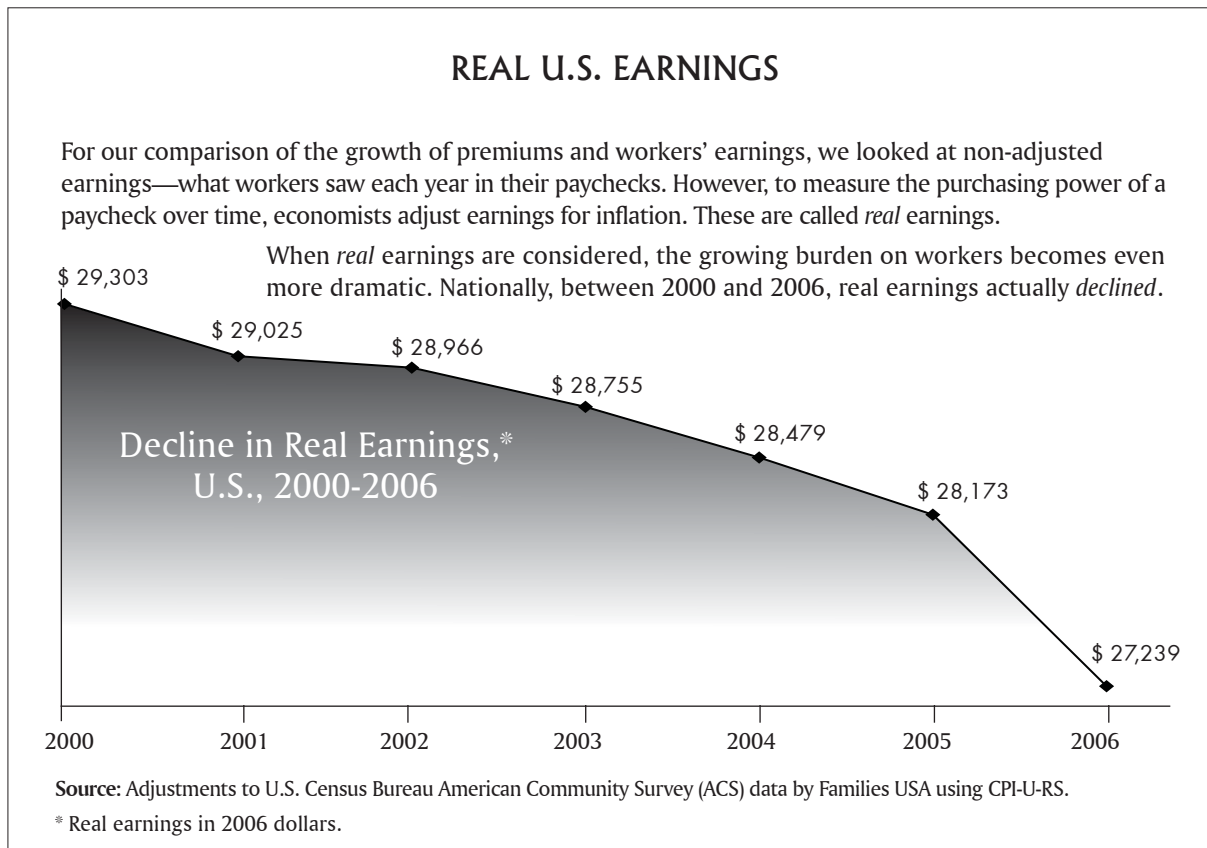 REAL U.S. EARNINGS
For our comparison of the growth of premiums and workers’ earnings, we looked at non-adjusted
earnings—what workers saw each year in their paychecks. However, to measure the purchasing power of a
paycheck over time, economists adjust earnings for inflation. These are called real earnings.
When real earnings are considered, the growing burden on workers becomes even
more dramatic. Nationally, between 2000 and 2006, real earnings actually declined.
$ 29,303
$ 29,025
$ 28,966
$ 28,755
$ 28,479
$ 28,173
$ 27,239
Decline in Real Earnings,*
U.S., 2000-2006
2000 2001 2002 2003 2004 2005 2006
Source: Adjustments to U.S. Census Bureau American Community Survey (ACS) data by Families USA using CPI-U-RS.
* Real earnings in 2006 dollars.